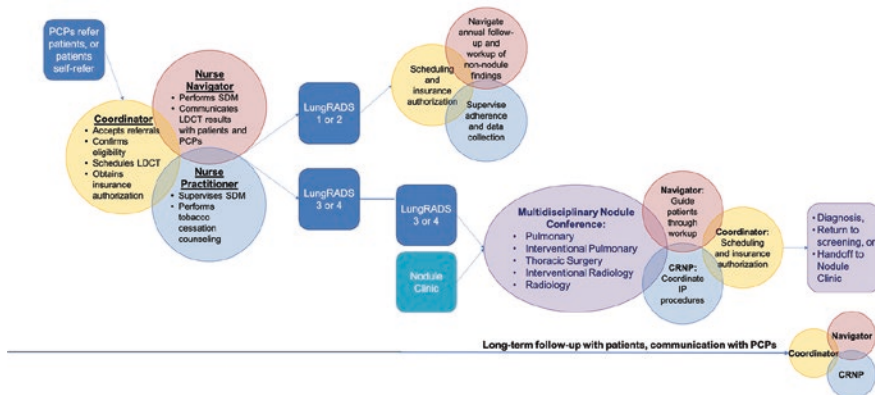 PCPs refer
patients, or
patients
self-refer
Nurse
Navigator
• Performs SDM
• Communicates
LDCT results
with patients and
PCPs
Coordinator
• Accepts referrals
• Confirms
eligibility
• Schedules LDCT
• Obtains
insurance
authorization
Nurse
Practitioner
• Supervises SDM
• Performs
tobacco
cessation
counseling
LungRADS
1 or 2
Scheduling
and
insurance
authorization
Navigate
annual follow-
up and
workup of
non-nodule
findings
Supervise
adherence
and data
collection
LungRADS
3 or 4
LungRADS
3 or 4
Nodule
Clinic
Multidisciplinary Nodule
Conference:
• Pulmonary
• Interventional Pulmonary
• Thoracic Surgery
• Interventional Radiology
• Radiology
Navigator:
Guide
patients
through
workup
Coordinator:
Scheduling
and insurance
authorization
CRNP:
Coordinate
IP
procedures
• Diagnosis,
• Return to
screening, or
• Handoff to
Nodule
Clinic
Long-term follow-up with patients, communication with PCPs
Navigator
Coordinator
CRNP